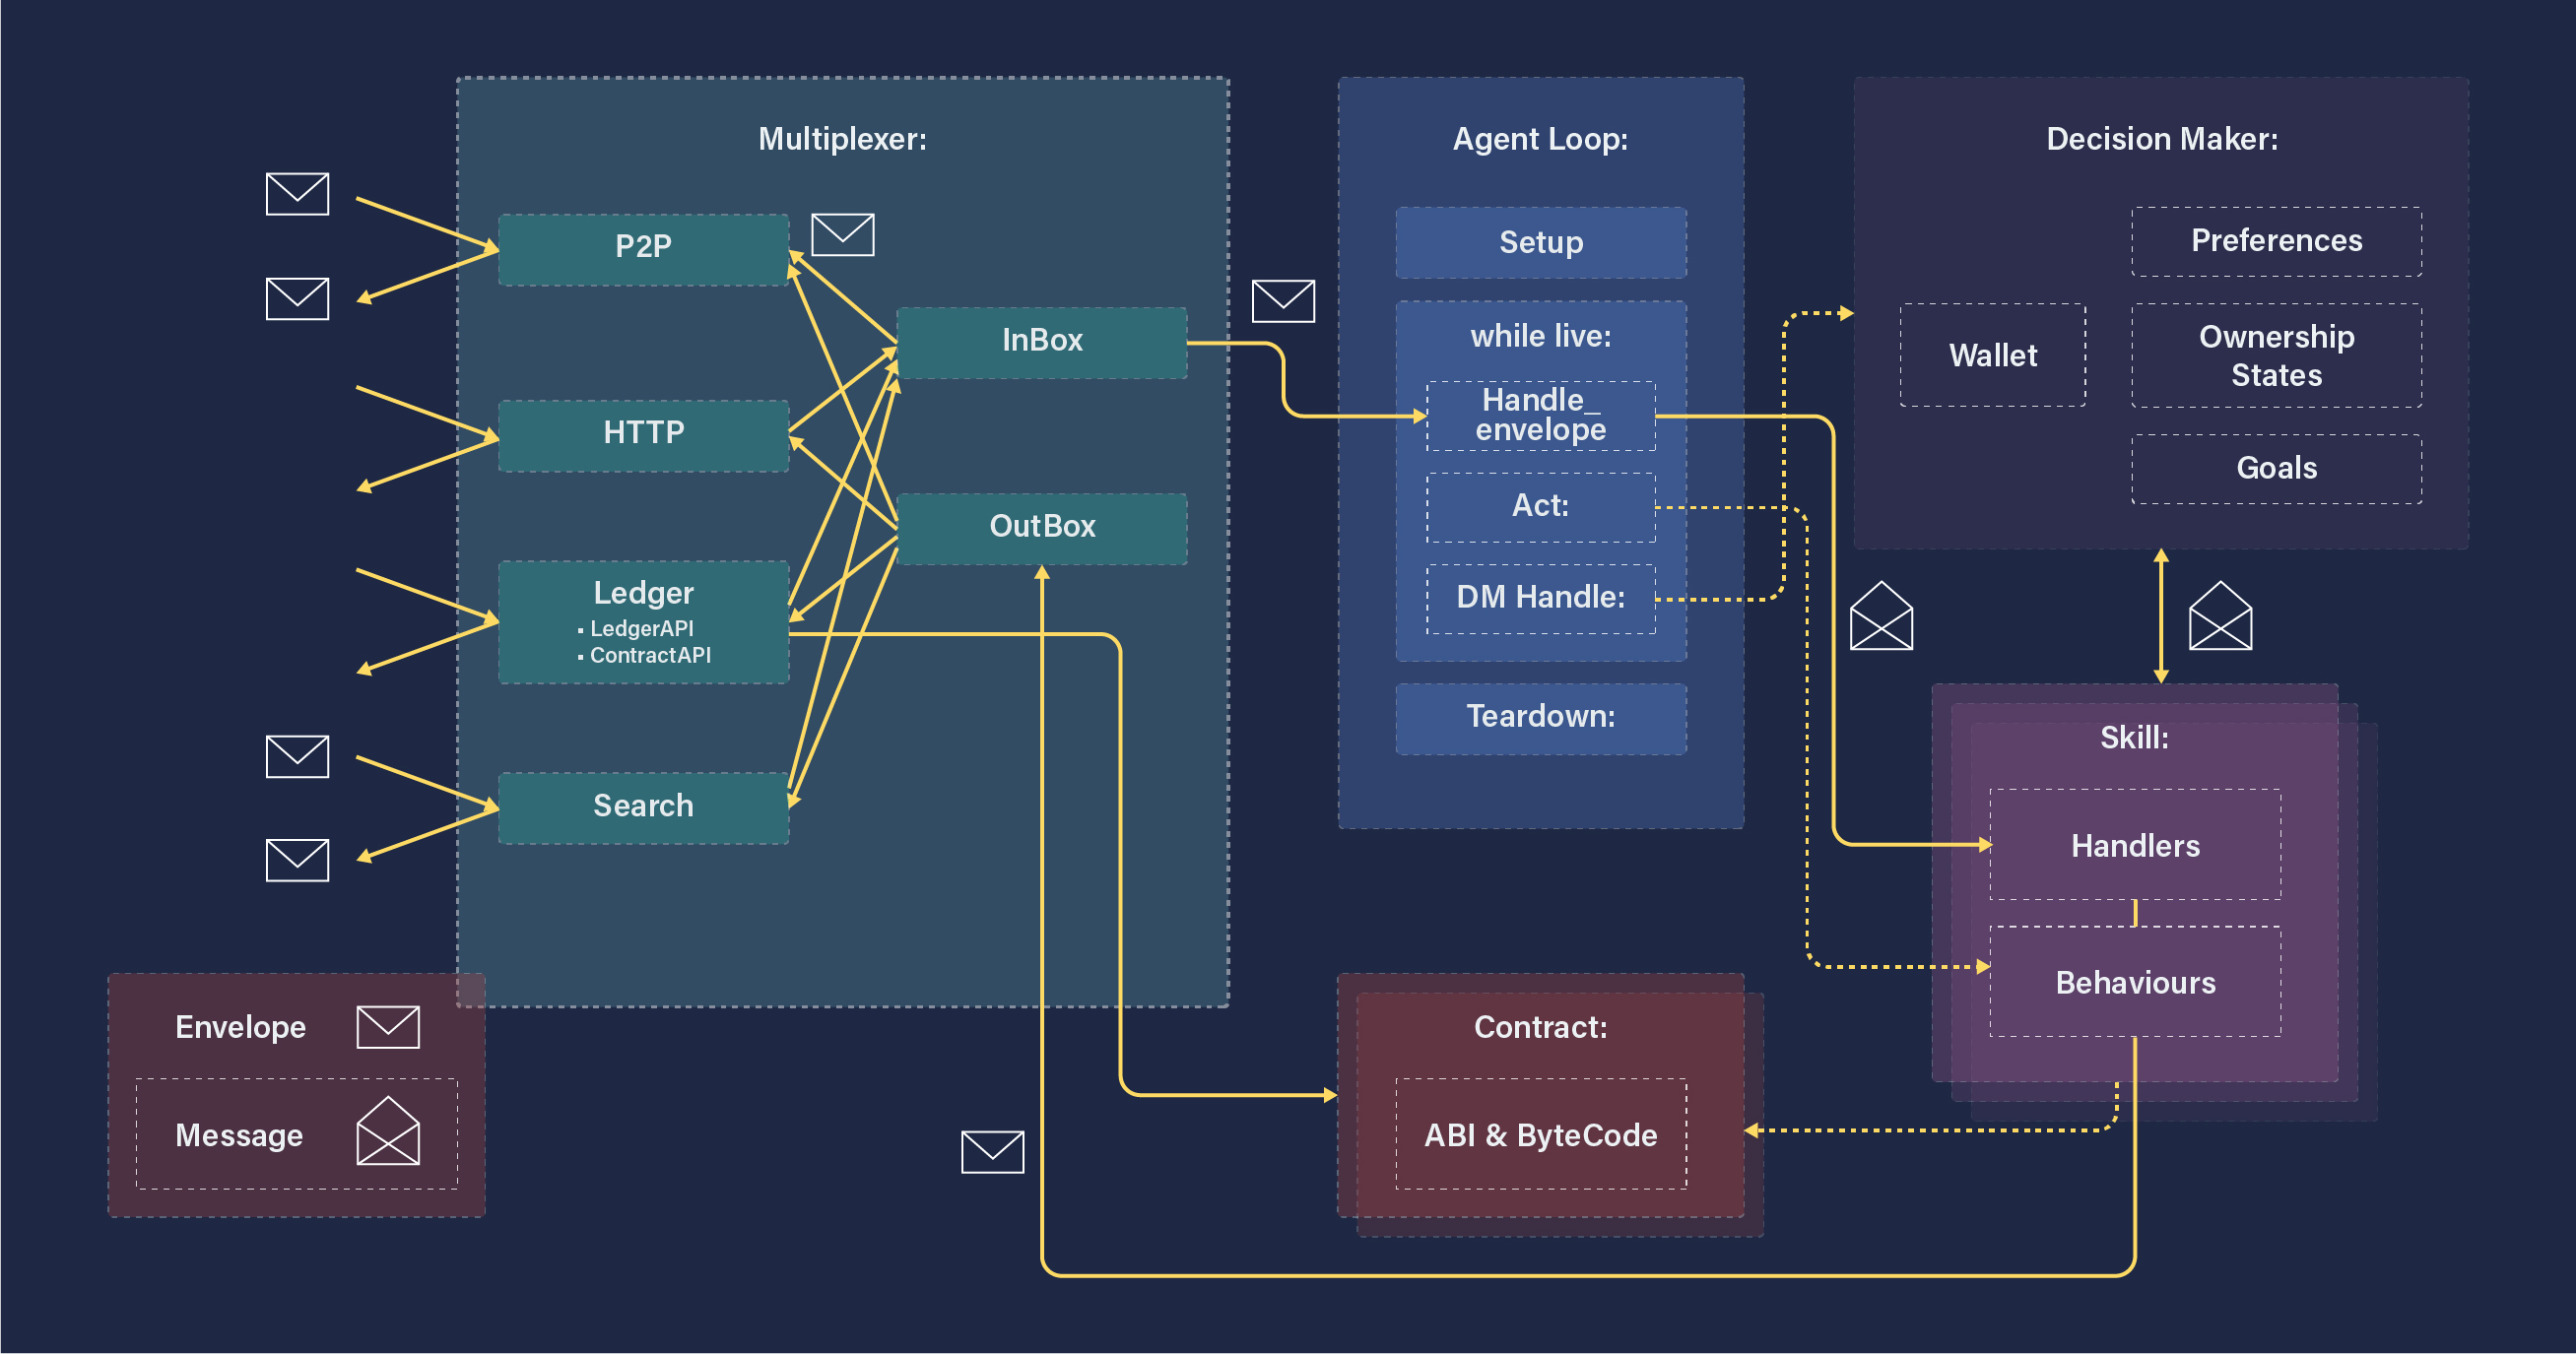 Multiplexer:
P2P
HTTP
Ledger
▪ LedgerAPI
▪ ContractAPI
Search
InBox
OutBox
Agent Loop:
Setup
while live:
Handle_
envelope
Act:
DM Handle:
Teardown:
Decision Maker:
Wallet
Preferences
Ownership
States
Goals
Skill:
Handlers
Behaviours
Contract:
ABI & ByteCode
Envelope
Message